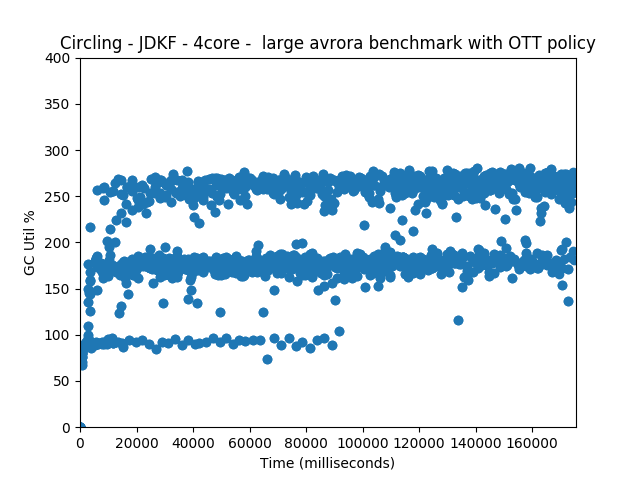 Circling - JDKF - 4core -  large avrora benchmark with OTT policy
400
350
300
250
200
150
100
50
0
GC Util %
0 20000 40000 60000 80000 100000 120000 140000 160000
Time (milliseconds)